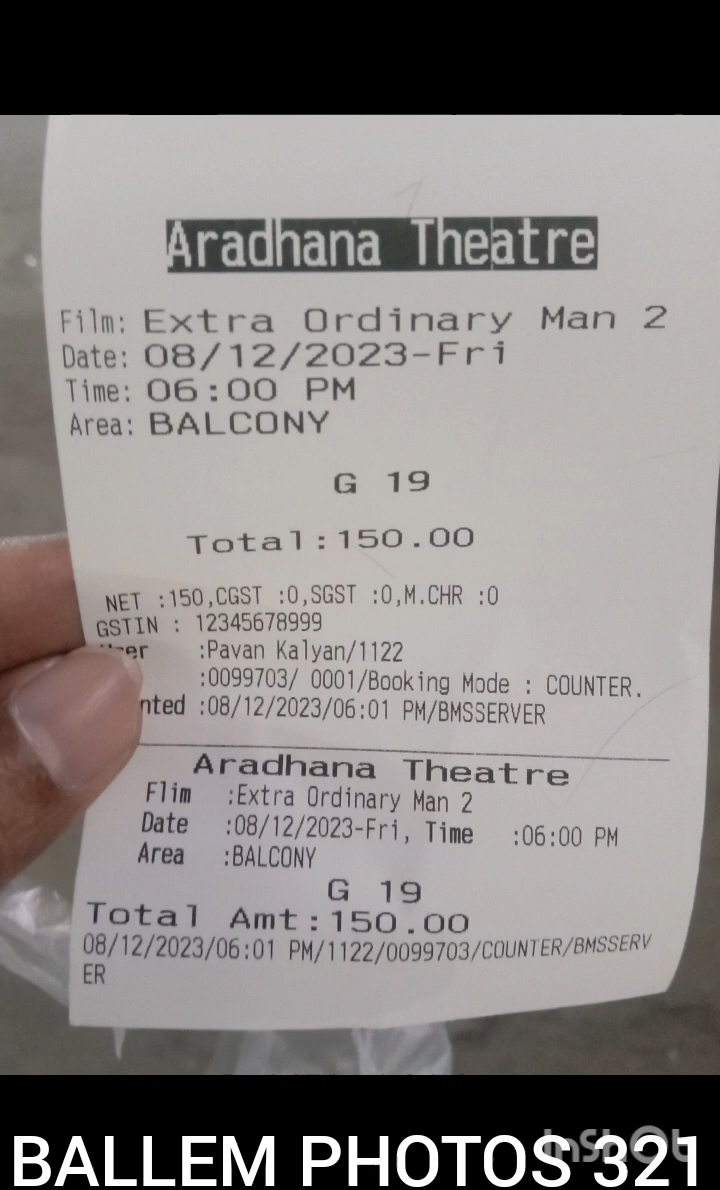 Aradhana Theatre
Film: Extra Ordinary Man 2
Date: 08/12/2023-Fri
Time: 06:00 PM
Area: BALCONY
G 19
Total:150.00
NET :150,CGST :0,SGST :0,M.CHR :0
GSTIN : 12345678999
User :Pavan Kalyan/1122
:0099703/ 0001/Booking Mode : COUNTER.
nted :08/12/2023/06:01 PM/BMSSERVER
Aradhana Theatre
Flim :Extra Ordinary Man 2
Date :08/12/2023-Fri, Time :06:00 PM
Area :BALCONY
G 19
Total Amt:150.00
08/12/2023/06:01 PM/1122/0099703/COUNTER/BMSSERV
ER
InShOt
BALLEM PHOTOS 321